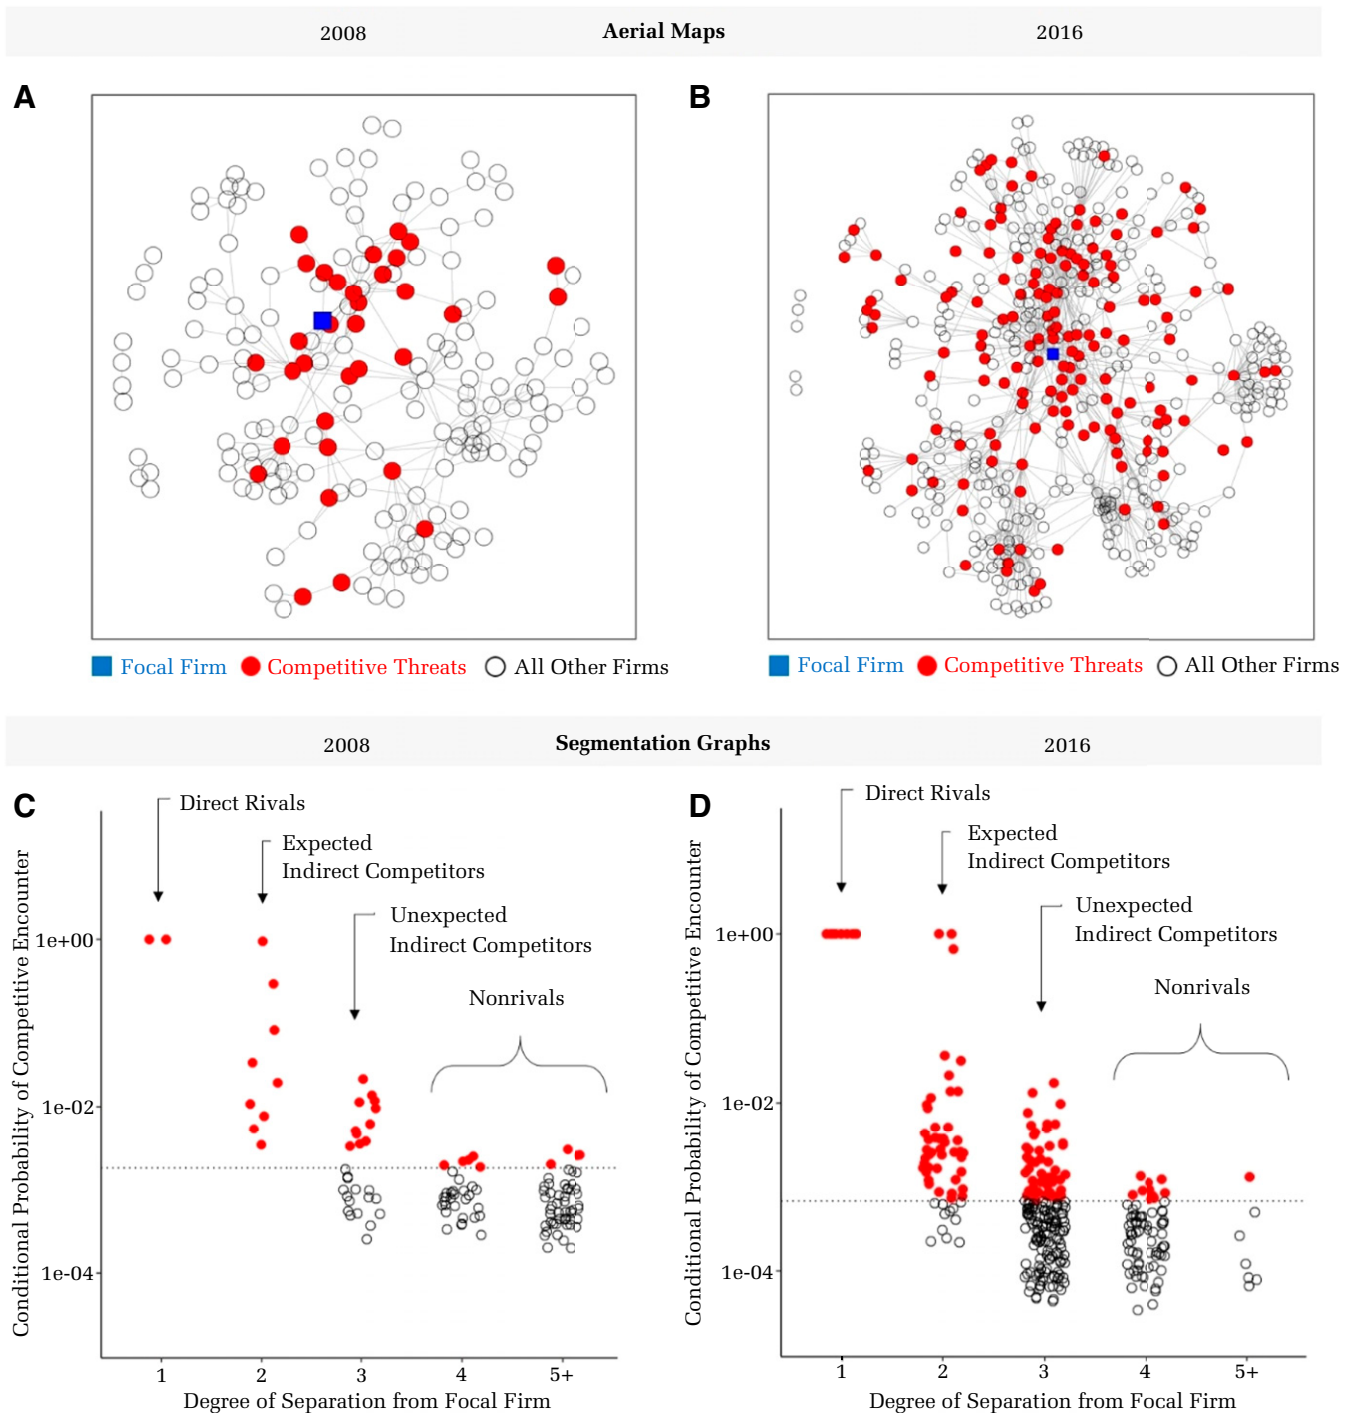 2008 Aerial Maps 2016
A
B
Focal Firm Competitive Threats All Other Firms
Focal Firm Competitive Threats All Other Firms
2008 Segmentation Graphs 2016
C
Direct Rivals
Expected
Indirect Competitors
Unexpected
Indirect Competitors
Nonrivals
Conditional Probability of Competitive Encounter
1e+00
1e-02
1e-04
1 2 3 4 5+
Degree of Separation from Focal Firm
D
Direct Rivals
Expected
Indirect Competitors
Unexpected
Indirect Competitors
Nonrivals
Conditional Probability of Competitive Encounter
1e+00
1e-02
1e-04
1 2 3 4 5+
Degree of Separation from Focal Firm